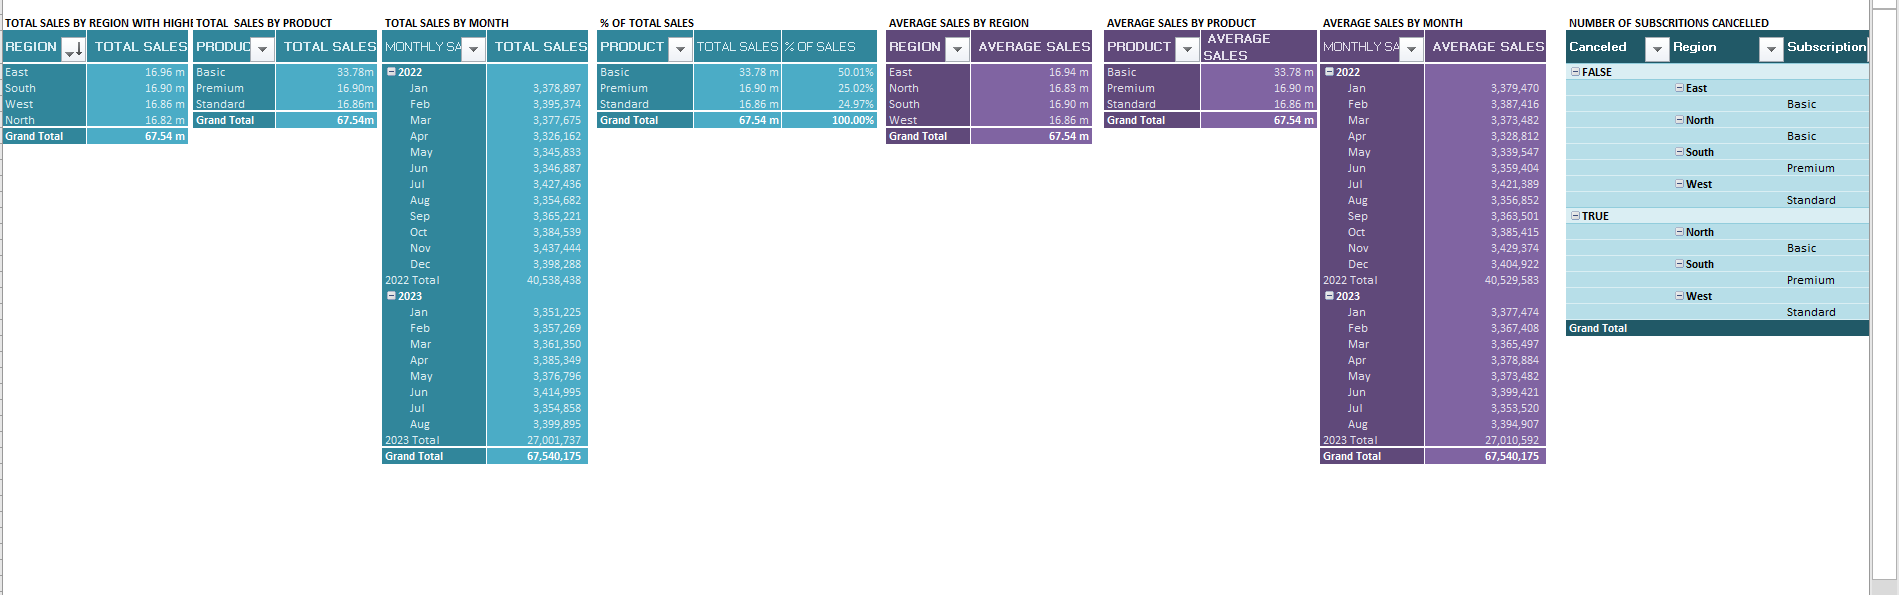 TOTAL SALES BY REGION WITH HIGHE
REGION TOTAL SALES
East 16.96 m
South 16.90 m
West 16.86 m
North 16.82 m
Grand Total 67.54 m
TOTAL SALES BY PRODUCT
PRODUC TOTAL SALES
Basic 33.78m
Premium 16.90m
Standard 16.86m
Grand Total 67.54m
TOTAL SALES BY MONTH
MONTHLY SA TOTAL SALES
2022
Jan 3,378,897
Feb 3,395,374
Mar 3,377,675
Apr 3,326,162
May 3,345,833
Jun 3,346,887
Jul 3,427,436
Aug 3,354,682
Sep 3,365,221
Oct 3,384,539
Nov 3,437,444
Dec 3,398,288
2022 Total 40,538,438
2023
Jan 3,351,225
Feb 3,357,269
Mar 3,361,350
Apr 3,385,349
May 3,376,796
Jun 3,414,995
Jul 3,354,858
Aug 3,399,895
2023 Total 27,001,737
Grand Total 67,540,175
% OF TOTAL SALES
PRODUCT TOTAL SALES % OF SALES
Basic 33.78 m 50.01%
Premium 16.90 m 25.02%
Standard 16.86 m 24.97%
Grand Total 67.54 m 100.00%
AVERAGE SALES BY REGION
REGION AVERAGE SALES
East 16.94 m
North 16.83 m
South 16.90 m
West 16.86 m
Grand Total 67.54 m
AVERAGE SALES BY PRODUCT
PRODUCT AVERAGE
SALES
Basic 33.78 m
Premium 16.90 m
Standard 16.86 m
Grand Total 67.54 m
AVERAGE SALES BY MONTH
MONTHLY SA AVERAGE SALES
2022
Jan 3,379,470
Feb 3,387,416
Mar 3,373,482
Apr 3,328,812
May 3,339,547
Jun 3,359,404
Jul 3,421,389
Aug 3,356,852
Sep 3,363,501
Oct 3,385,415
Nov 3,429,374
Dec 3,404,922
2022 Total 40,529,583
2023
Jan 3,377,474
Feb 3,367,408
Mar 3,365,497
Apr 3,378,884
May 3,373,482
Jun 3,399,421
Jul 3,353,520
Aug 3,394,907
2023 Total 27,010,592
Grand Total 67,540,175
NUMBER OF SUBSCRITIONS CANCELLED
Canceled Region Subscription
FALSE
East
Basic
North
Basic
South
Premium
West
Standard
TRUE
North
Basic
South
Premium
West
Standard
Grand Total